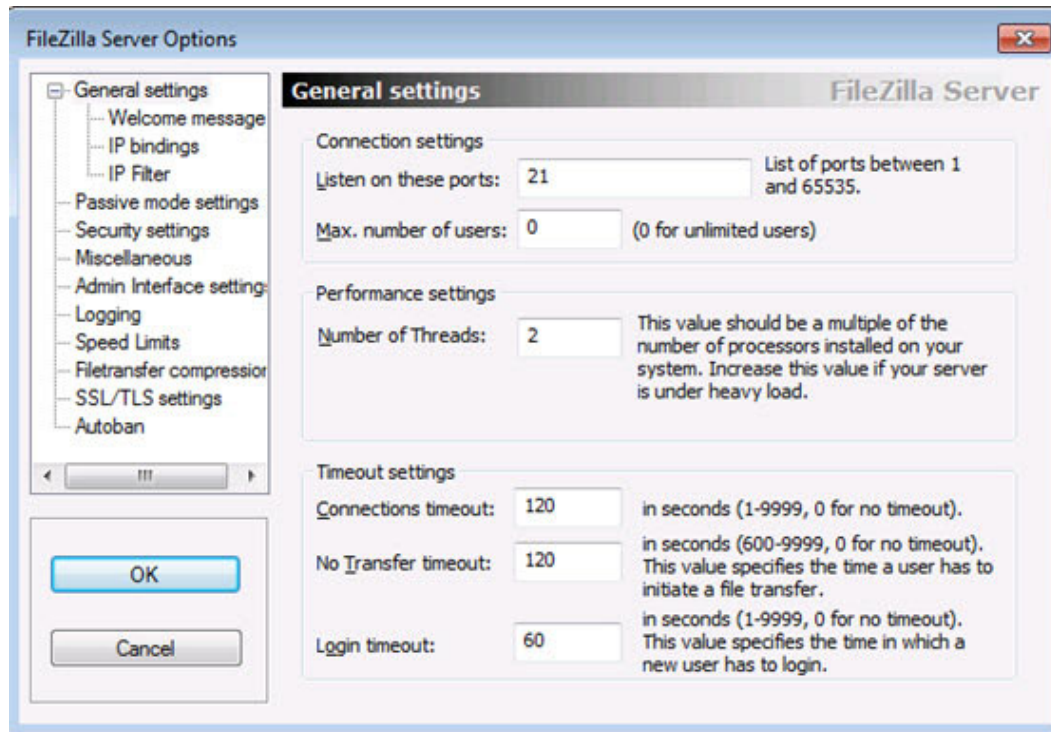 FileZilla Server Options
General settings
Welcome message
IP bindings
IP Filter
Passive mode settings
Security settings
Miscellaneous
Admin Interface setting
Logging
Speed Limits
Filetransfer compression
SSL/TLS settings
Autoban
OK
Cancel
General settings
FileZilla Server
Connection settings
Listen on these ports:
21
List of ports between 1
and 65535.
Max. number of users:
0
(0 for unlimited users)
Performance settings
Number of Threads:
2
This value should be a multiple of the
number of processors installed on your
system. Increase this value if your server
is under heavy load.
Timeout settings
Connections timeout:
120
in seconds (1-9999, 0 for no timeout).
No Transfer timeout:
120
in seconds (600-9999, 0 for no timeout).
This value specifies the time a user has to
initiate a file transfer.
Login timeout:
60
in seconds (1-9999, 0 for no timeout).
This value specifies the time in which a
new user has to login.